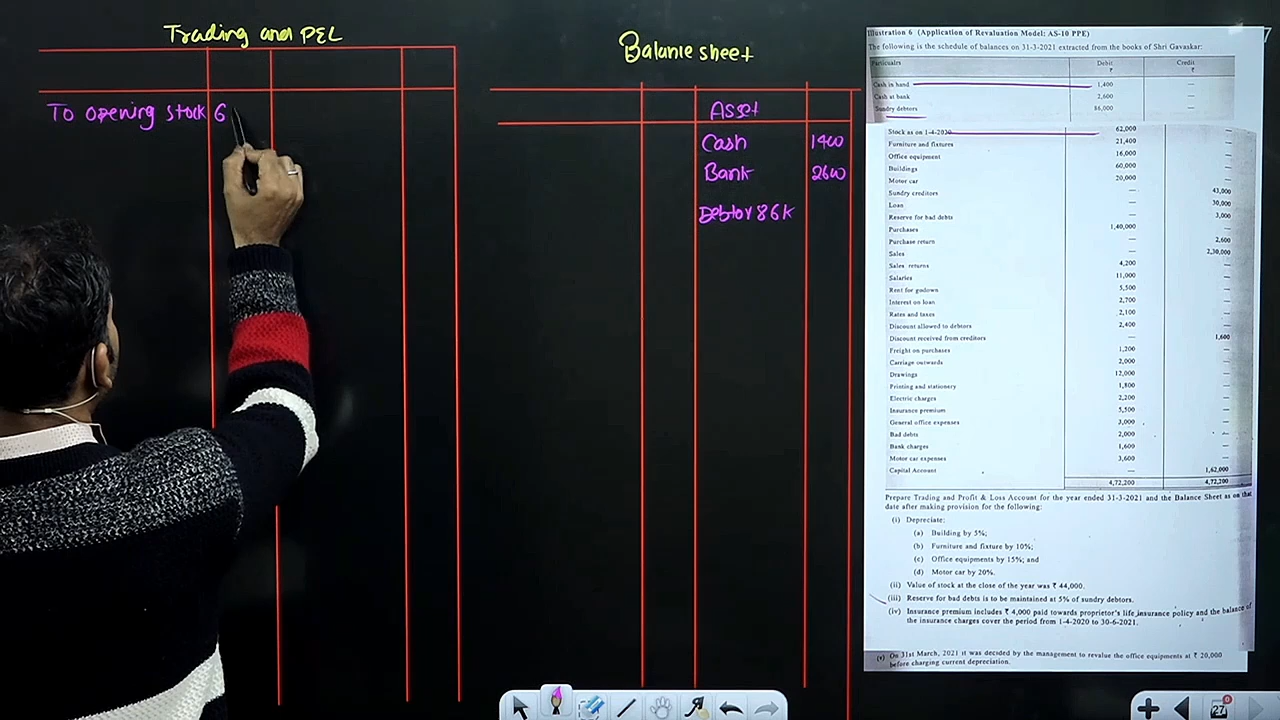 Trading and P&L
To opening stock 6
Balance sheet
Asset
Cash 1400
Bank 2600
Debtor 86K
Illustration 6 (Application of Revaluation Model: AS-10 PPE)
The following is the schedule of balances on 31-3-2021 extracted from the books of Shri Gavaskar:
Particulars Debit Credit
₹ ₹
Cash in hand 1,400 —
Cash at bank 2,600 —
Sundry debtors 86,000 —
Stock as on 1-4-2020 62,000 —
Furniture and fixtures 21,400 —
Office equipment 16,000 —
Buildings 60,000 —
Motor car 20,000 —
Sundry creditors — 43,000
Loan — 30,000
Reserve for bad debts — 3,000
Purchases 1,40,000 —
Purchase return — 2,600
Sales — 2,30,000
Sales returns 4,200 —
Salaries 11,000 —
Rent for godown 5,500 —
Interest on loan 2,700 —
Rates and taxes 2,100 —
Discount allowed to debtors 2,400 —
Discount received from creditors — 1,600
Freight on purchases 1,200 —
Carriage outwards 2,000 —
Drawings 12,000 —
Printing and stationery 1,800 —
Electric charges 2,200 —
Insurance premium 5,500 —
General office expenses 3,000 —
Bad debts 2,000 —
Bank charges 1,600 —
Motor car expenses 3,600 —
Capital Account — 1,62,000
4,72,200 4,72,200
Prepare Trading and Profit & Loss Account for the year ended 31-3-2021 and the Balance Sheet as on that
date after making provision for the following:
(i) Depreciate:
(a) Building by 5%;
(b) Furniture and fixture by 10%;
(c) Office equipments by 15%; and
(d) Motor car by 20%.
(ii) Value of stock at the close of the year was ₹ 44,000.
(iii) Reserve for bad debts is to be maintained at 5% of sundry debtors.
(iv) Insurance premium includes ₹ 4,000 paid towards proprietor's life insurance policy and the balance of
the insurance charges cover the period from 1-4-2020 to 30-6-2021.
(v) On 31st March, 2021 it was decided by the management to revalue the office equipments at ₹ 20,000
before charging current depreciation.